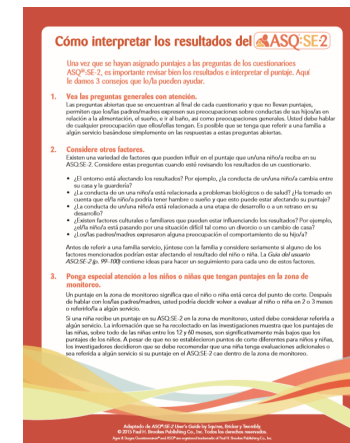 Cómo interpretar los resultados del ASQ:SE-2
Una vez que se hayan asignado puntajes a las preguntas de los cuestionarios
ASQ®:SE-2, es importante revisar bien los resultados e interpretar el puntaje. Aquí
le damos 3 consejos que lo/la pueden ayudar.
1. Vea las preguntas generales con atención.
Las preguntas abiertas que se encuentran al final de cada cuestionario y que no llevan puntajes,
permiten que los/las padres/madres expresen sus preocupaciones sobre conductas de sus hijos/as en
relación a la alimentación, el sueño, e ir al baño, así como preocupaciones generales. Usted debe hablar
de cualquier preocupación que ellos/ellas tengan. Es posible que se tenga que referir a una familia a
algún servicio basándose simplemente en las respuestas a estas preguntas abiertas.
2. Considere otros factores.
Existen una variedad de factores que pueden influir en el puntaje que un/una niño/a reciba en su
ASQ:SE-2. Considere estas preguntas cuando esté revisando los resultados de un cuestionario.
• ¿El entorno está afectando los resultados? Por ejemplo, ¿la conducta de un/una niño/a cambia entre
su casa y la guardería?
• ¿La conducta de un una niño/a está relacionada a problemas biológicos o de salud? ¿Ha tomado en
cuenta que el/la niño/a podría tener hambre o sueño y que esto puede estar afectando su puntaje?
• ¿La conducta de un/una niño/a está relacionada a una etapa de desarrollo o a un retraso en su
desarrollo?
• ¿Existen factores culturales o familiares que pueden estar influenciando los resultados? Por ejemplo,
¿el/la niño/a está pasando por una situación difícil tal como un divorcio o un cambio de casa?
• ¿Los/las padres/madres expresaron alguna preocupación el comportamiento de su hijo/a?
Antes de referir a una familia servicio, júntese con la familia y considere seriamente si alguno de los
factores mencionados podrían estar afectando el resultado del niño o niña. La Guía del usuario
ASQ:SE-2 (p. 99–100) contiene ideas para hacer un seguimiento para cada uno de estos factores.
3. Ponga especial atención a los niños o niñas que tengan puntajes en la zona de
monitoreo.
Un puntaje en la zona de monitoreo significa que el niño o niña está cerca del punto de corte. Después
de hablar con los/las padres/madres, usted podría decidir volver a evaluar al niño o niña en 2 o 3 meses
o referirlo/la a algún servicio.
Si una niña recibe un puntaje en su en la zona de monitoreo, usted debe considerar referirla a
algún servicio. La información que se ha recolectado en las investigaciones muestra que los puntajes de
las niñas, sobre todo de las niñas entre los 12 y 60 meses, son significativamente más bajos que los
puntajes de los niños. A pesar de que no se establecieron puntos de corte diferentes para niños y niñas,
los investigadores decidieron que se debe recomendar que una niña tenga evaluaciones adicionales o
sea referida a algún servicio si su puntaje en el ASQ:SE-2 cae dentro de la zona de monitoreo.
Adaptado de ASQ®:SE-2 User's Guide by Squires, Bricker y Twombly.
© 2015 Paul H. Brookes Publishing Co., Inc. Todos los derechos reservados.
Ages & Stages Questionnaires® and ASQ® are registered trademarks of Paul H. Brookes Publishing Co., Inc.